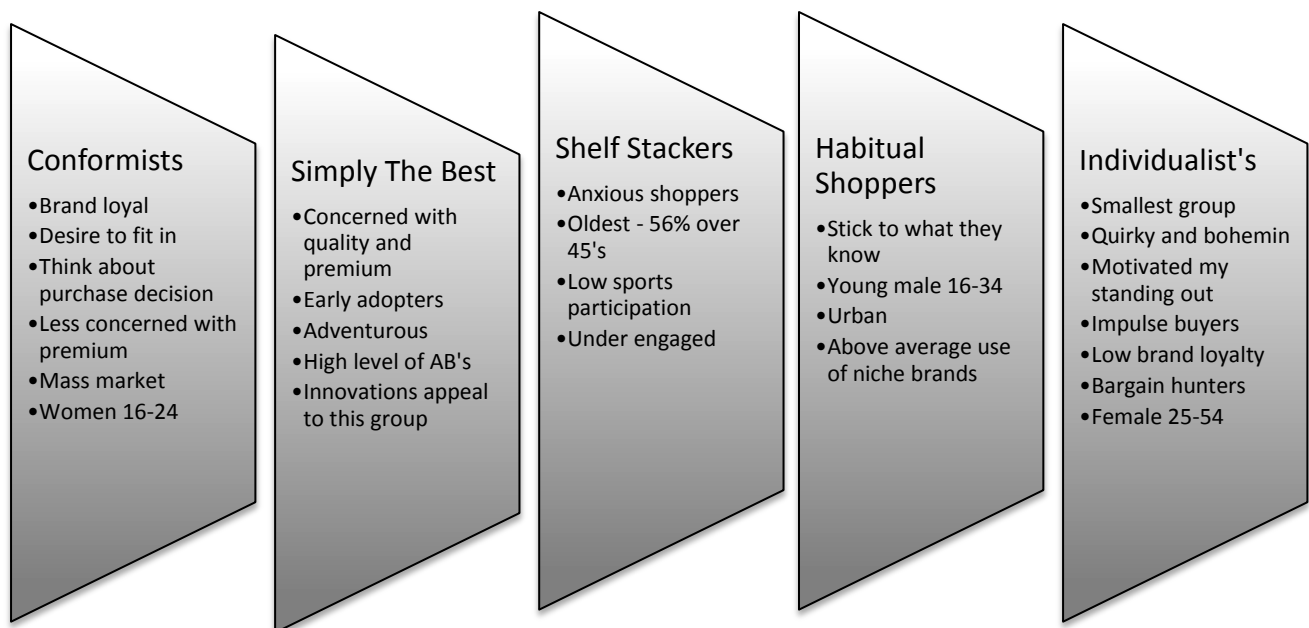 Conformists
•Brand loyal
•Desire to fit in
•Think about
purchase decision
•Less concerned with
premium
•Mass market
•Women 16-24
Simply The Best
•Concerned with
quality and
premium
•Early adopters
•Adventurous
•High level of AB's
•Innovations appeal
to this group
Shelf Stackers
•Anxious shoppers
•Oldest - 56% over
45's
•Low sports
participation
•Under engaged
Habitual
Shoppers
•Stick to what they
know
•Young male 16-34
•Urban
•Above average use
of niche brands
Individualist's
•Smallest group
•Quirky and bohemin
•Motivated my
standing out
•Impulse buyers
•Low brand loyalty
•Bargain hunters
•Female 25-54